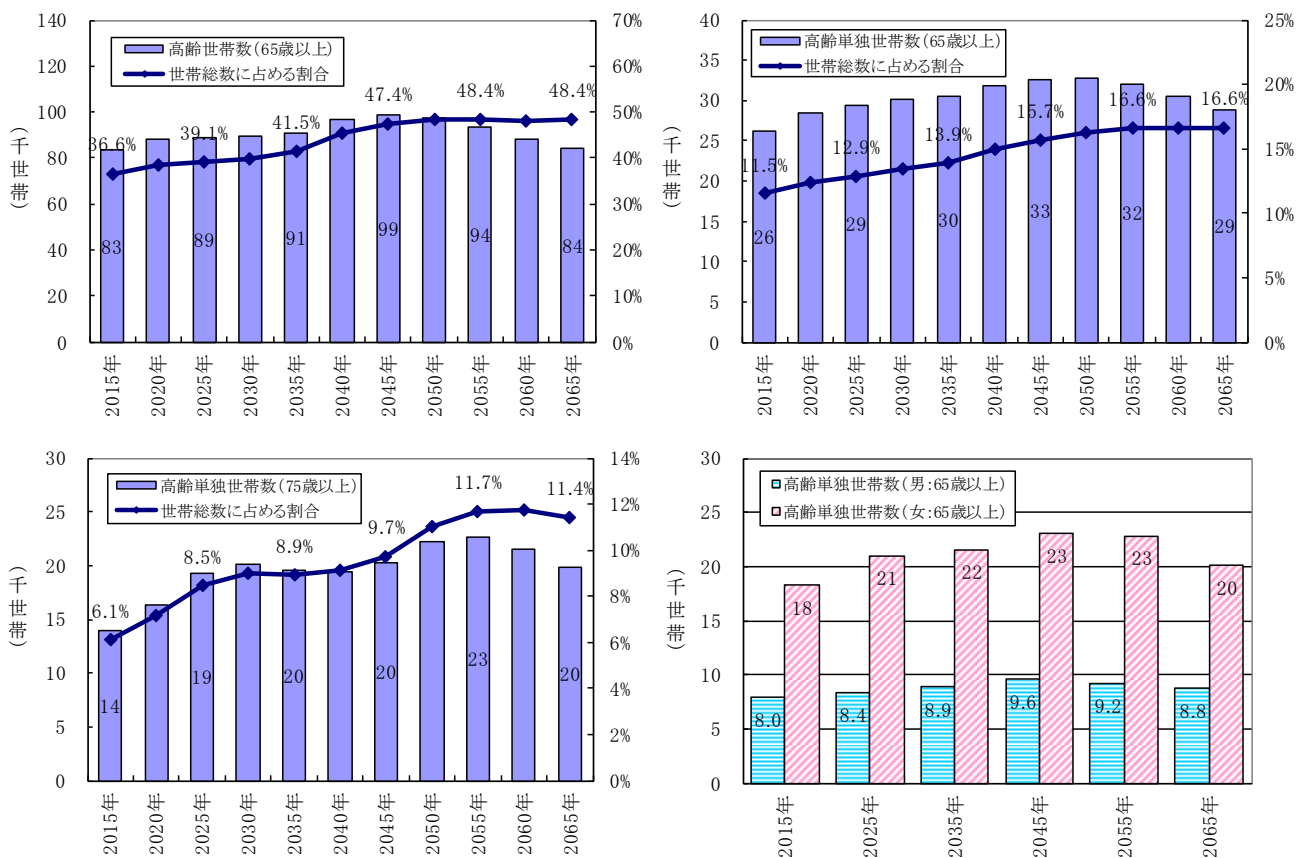 140
120
100
80
60
40
20
0
70%
60%
50%
40%
30%
20%
10%
0%
(千世帯)
高齢世帯数(65歳以上)
世帯総数に占める割合
36.6%
39.1%
41.5%
47.4%
48.4%
48.4%
83
89
91
99
94
84
2015年
2020年
2025年
2030年
2035年
2040年
2045年
2050年
2055年
2060年
2065年
40
35
30
25
20
15
10
5
0
25%
20%
15%
10%
5%
0%
(千世帯)
高齢単独世帯数(65歳以上)
世帯総数に占める割合
11.5%
12.9%
13.9%
15.7%
16.6%
16.6%
26
29
30
33
32
29
2015年
2020年
2025年
2030年
2035年
2040年
2045年
2050年
2055年
2060年
2065年
30
25
20
15
10
5
0
14%
12%
10%
8%
6%
4%
2%
0%
(千世帯)
高齢単独世帯数(75歳以上)
世帯総数に占める割合
6.1%
8.5%
8.9%
9.7%
11.7%
11.4%
14
19
20
20
23
20
2015年
2020年
2025年
2030年
2035年
2040年
2045年
2050年
2055年
2060年
2065年
30
25
20
15
10
5
0
(千世帯)
高齢単独世帯数(男:65歳以上)
高齢単独世帯数(女:65歳以上)
18
21
22
23
23
20
8.0
8.4
8.9
9.6
9.2
8.8
2015年
2025年
2035年
2045年
2055年
2065年